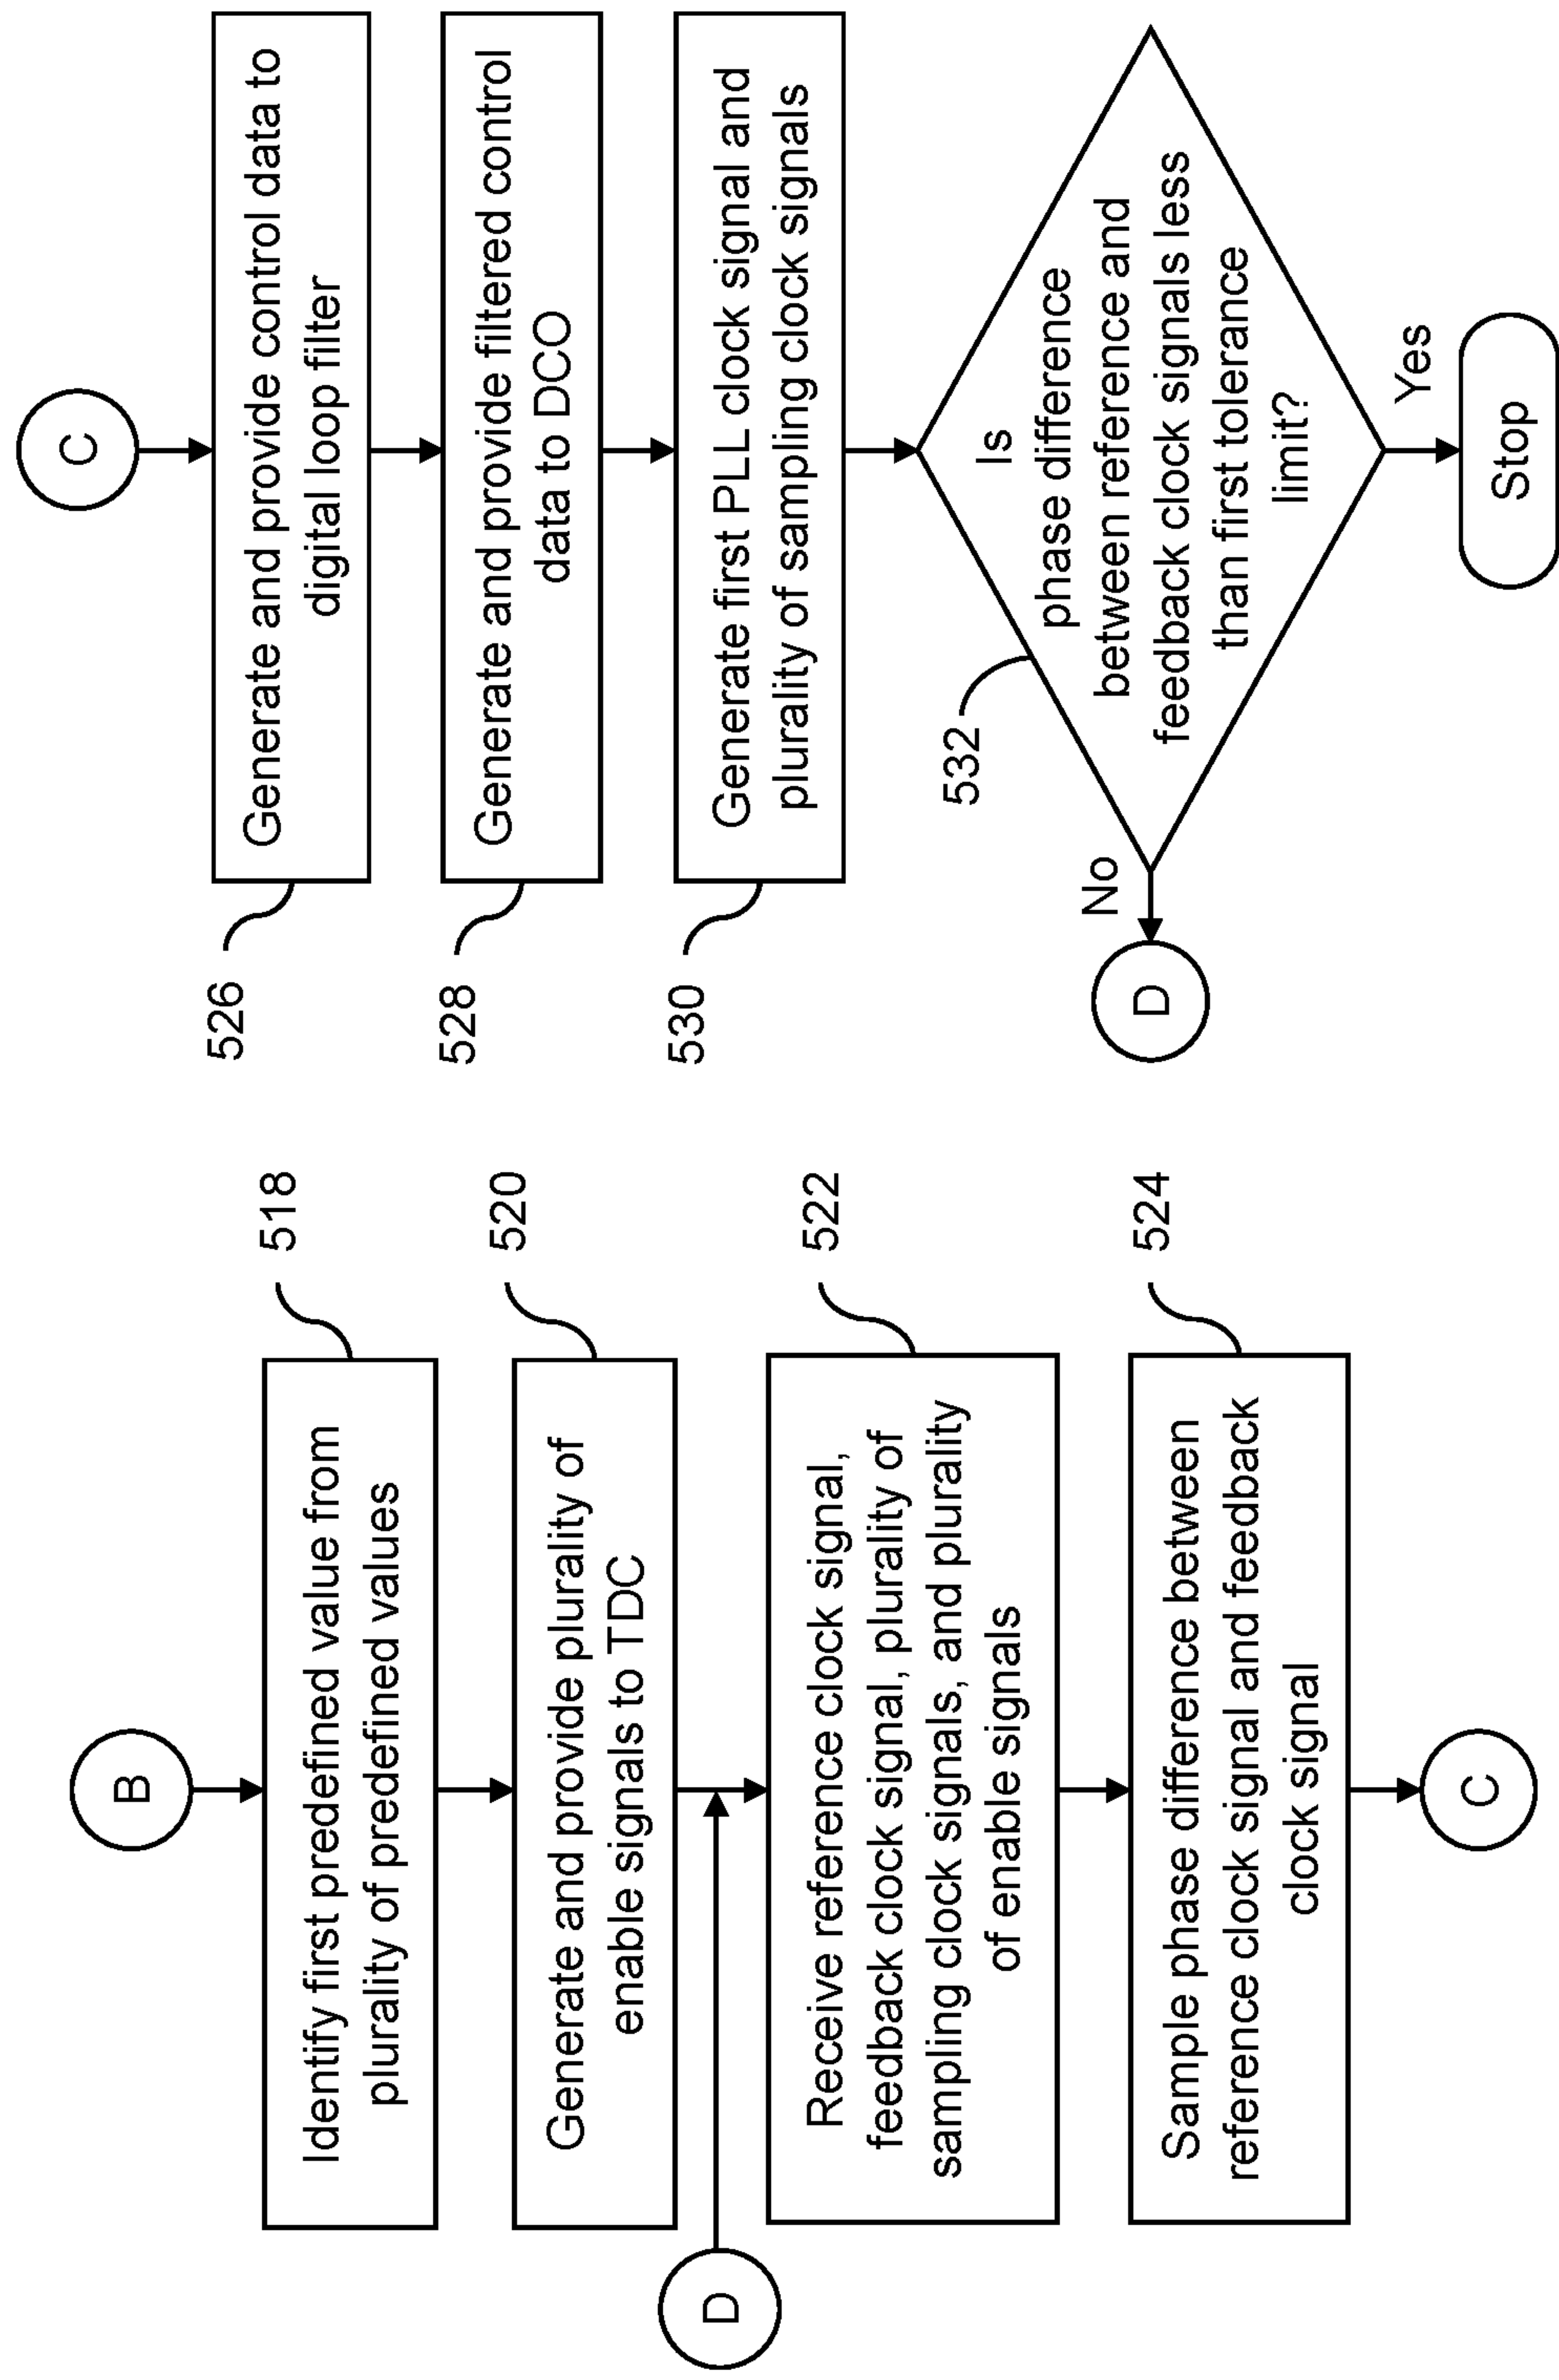 B
518
Identify first predefined value from
plurality of predefined values
520
Generate and provide plurality of
enable signals to TDC
D
522
Receive reference clock signal,
feedback clock signal, plurality of
sampling clock signals, and plurality
of enable signals
524
Sample phase difference between
reference clock signal and feedback
clock signal
C
C
526
Generate and provide control data to
digital loop filter
528
Generate and provide filtered control
data to DCO
530
Generate first PLL clock signal and
plurality of sampling clock signals
532
Is
phase difference
between reference and
feedback clock signals less
than first tolerance
limit?
No
D
Yes
Stop